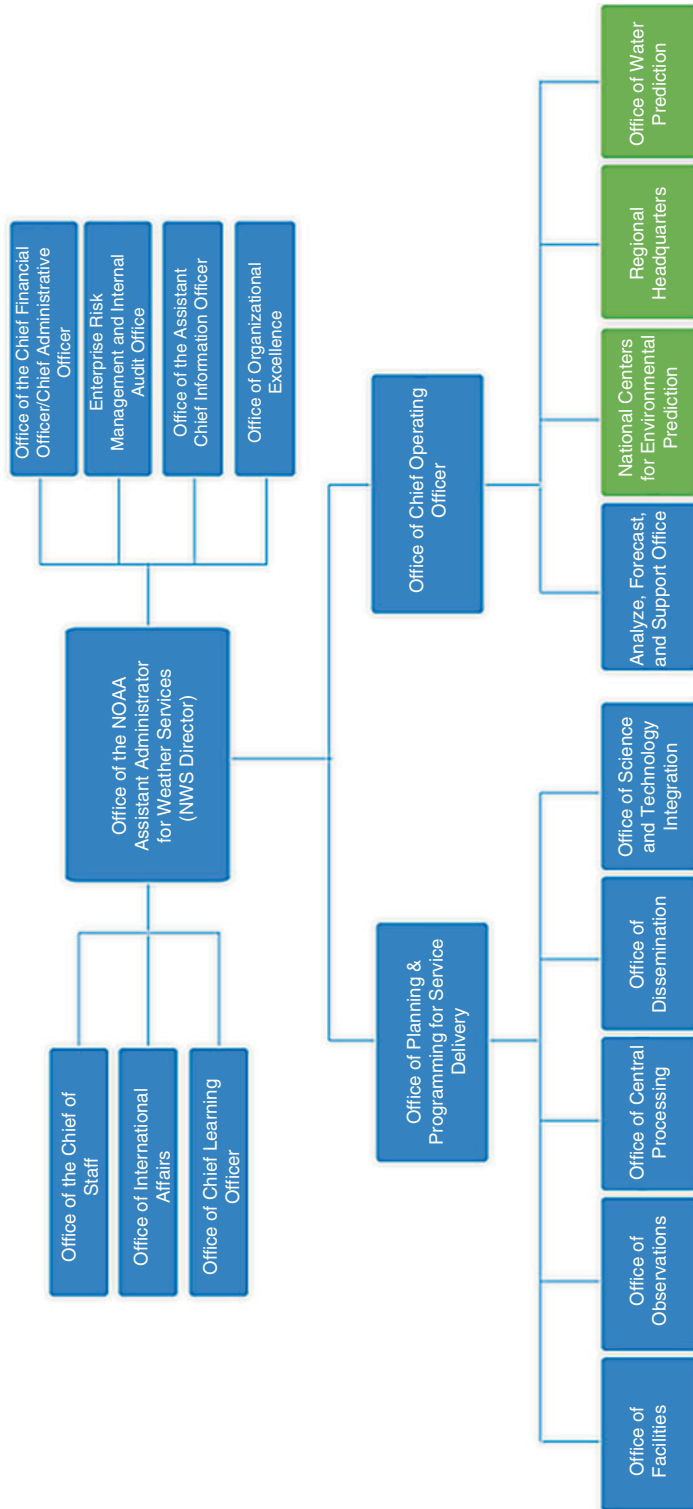 Office of the Chief of
Staff
Office of International
Affairs
Office of Chief Learning
Officer
Office of the NOAA
Assistant Administrator
for Weather Services
(NWS Director)
Office of the Chief Financial
Officer/Chief Administrative
Officer
Enterprise Risk
Management and Internal
Audit Office
Office of the Assistant
Chief Information Officer
Office of Organizational
Excellence
Office of Planning &
Programming for Service
Delivery
Office of Chief Operating
Officer
Office of
Facilities
Office of
Observations
Office of Central
Processing
Office of
Dissemination
Office of Science
and Technology
Integration
Analyze, Forecast,
and Support Office
National Centers
for Environmental
Prediction
Regional
Headquarters
Office of Water
Prediction